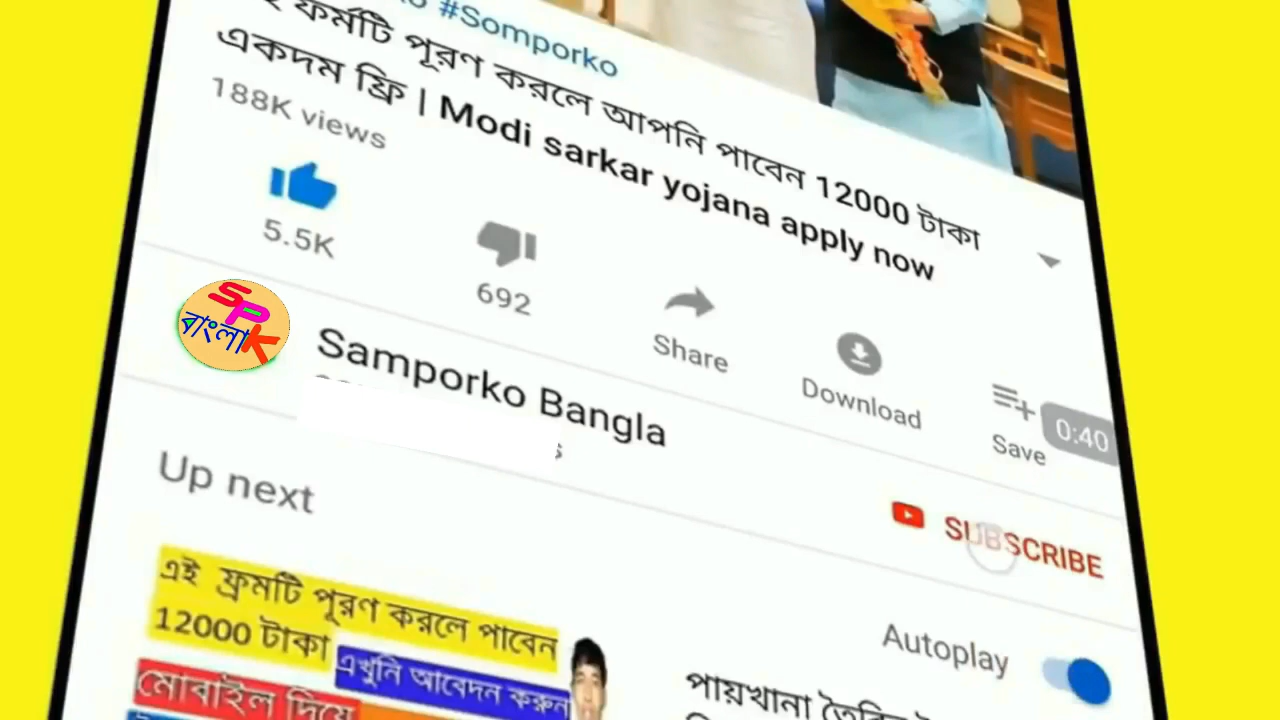 #Somporko
ফর্মটি পূরণ করলে আপনি পাবেন 12000 টাকা
একদম ফ্রি | Modi sarkar yojana apply now
188K views
5.5K
692
Share
Download
Save
0:40
SPK
বাংলা
Samporko Bangla
SUBSCRIBE
Up next
Autoplay
এই ফ্রমটি পূরণ করলে পাবেন
12000 টাকা
এখুনি আবেদন করুন
মোবাইল দিয়ে
পায়খানা তৈরির